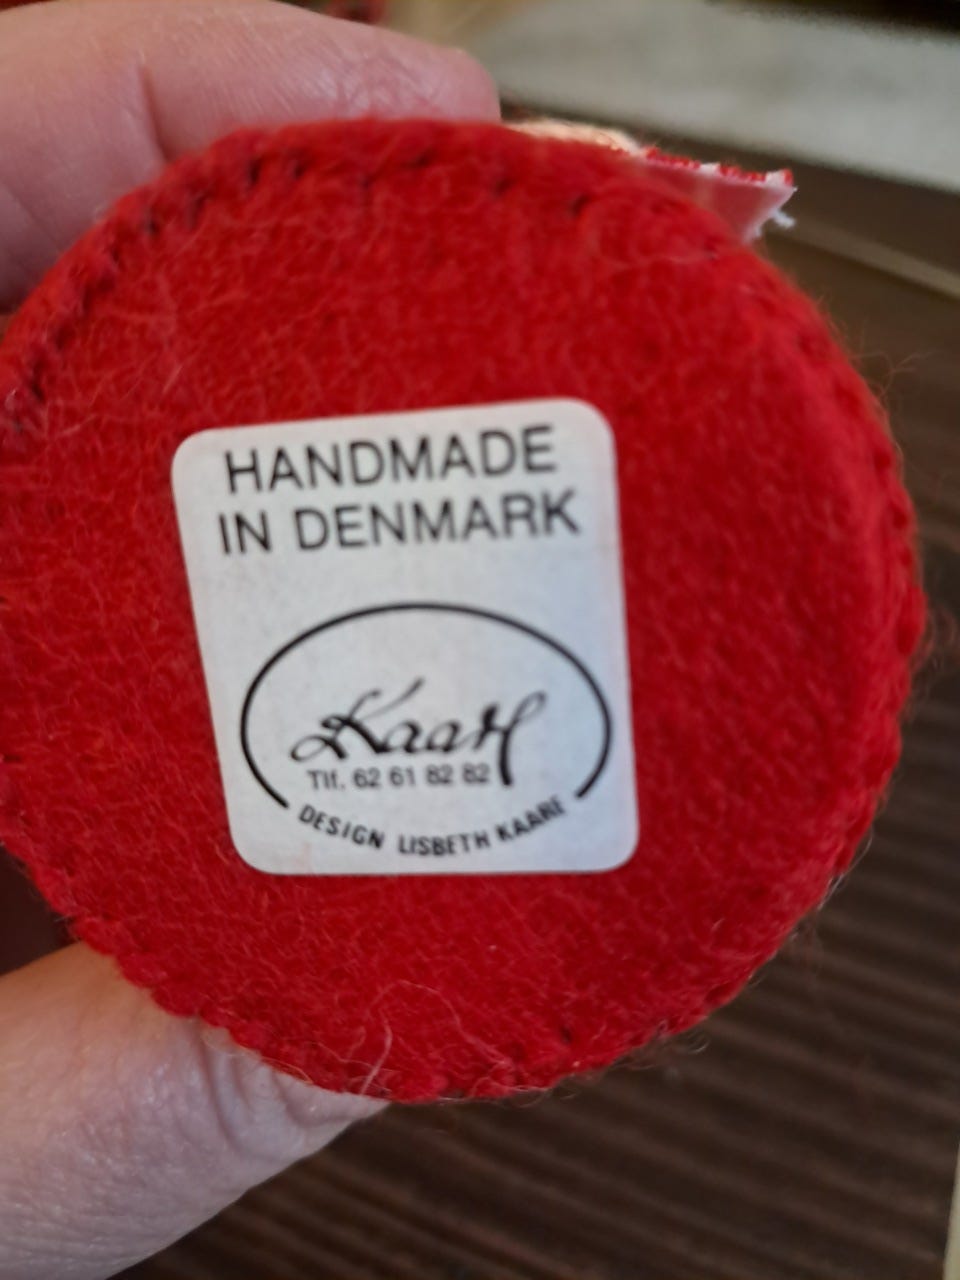 HANDMADE
IN DENMARK
Kaare
Tlf. 62 61 82 82
DESIGN LISBETH KAARE